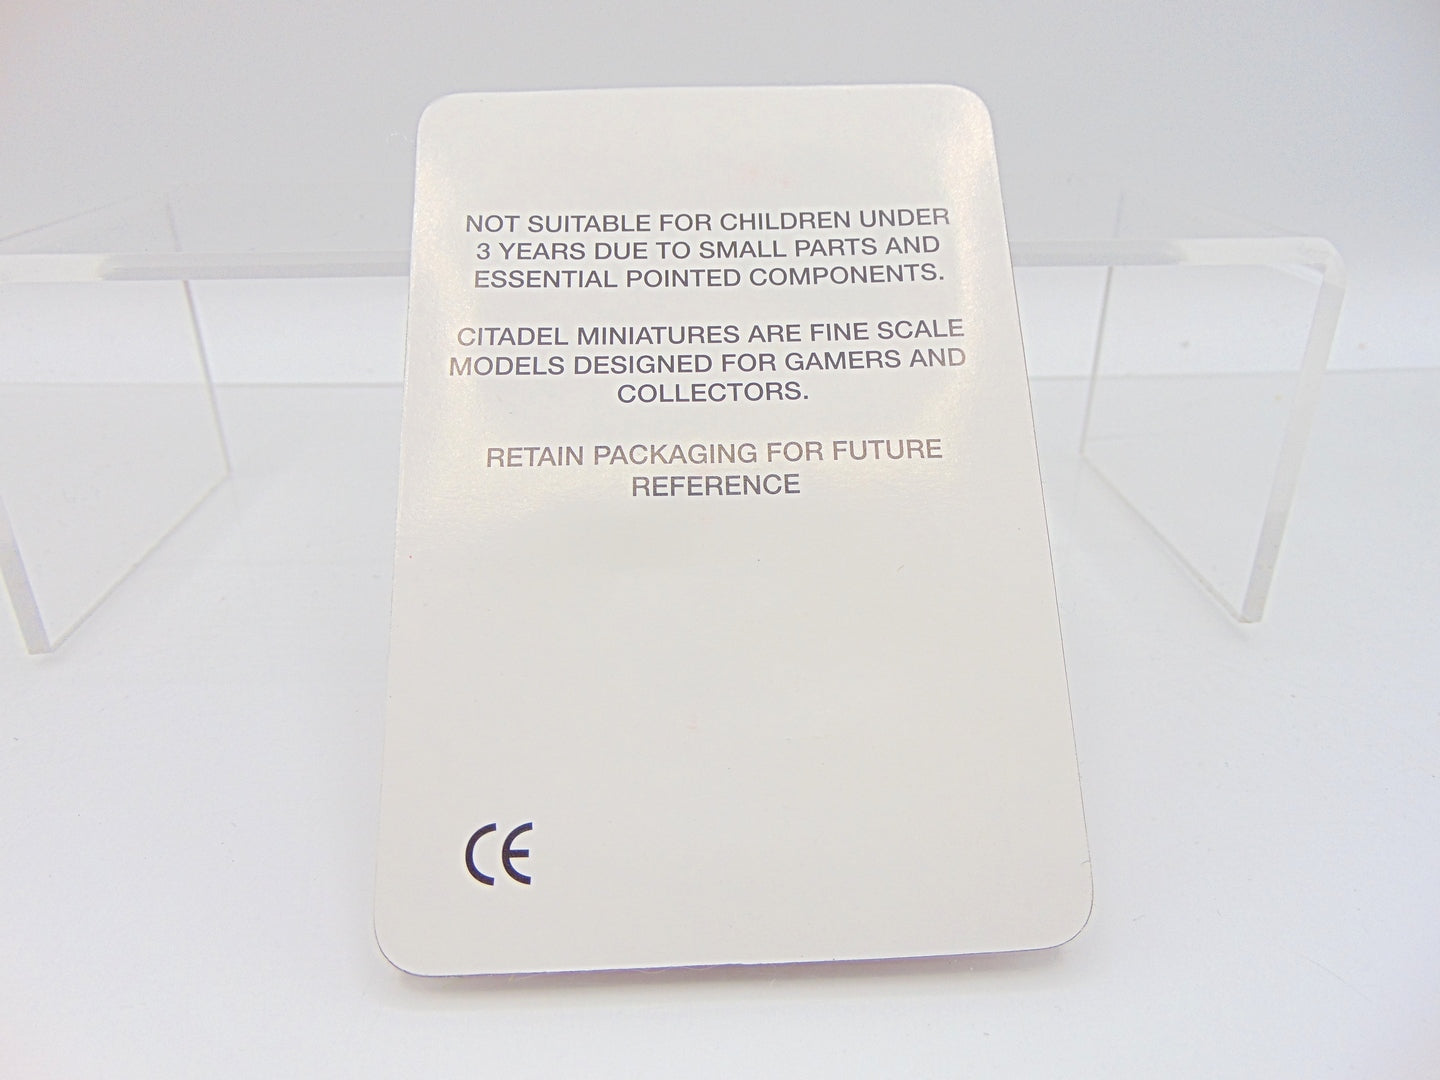 NOT SUITABLE FOR CHILDREN UNDER
3 YEARS DUE TO SMALL PARTS AND
ESSENTIAL POINTED COMPONENTS.
CITADEL MINIATURES ARE FINE SCALE
MODELS DESIGNED FOR GAMERS AND
COLLECTORS.
RETAIN PACKAGING FOR FUTURE
REFERENCE
CE